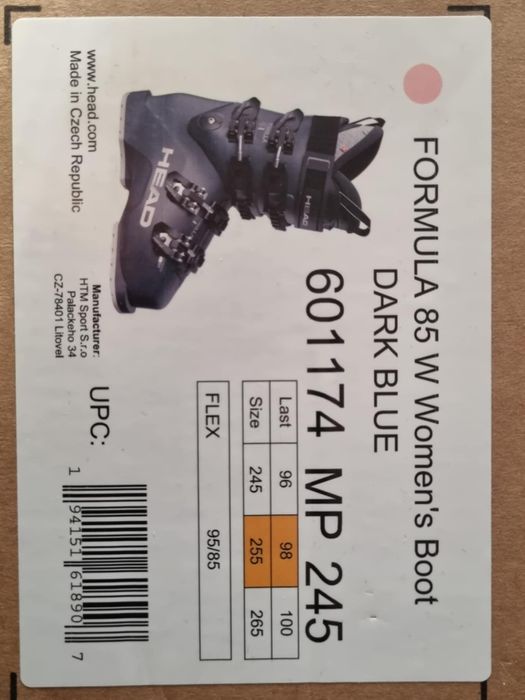 FORMULA 85 W Women's Boot
DARK BLUE
601174 MP 245
HEAD
HEAD
Last 96 98 100
Size 245 255 265
FLEX 95/85
www.head.com
Made in Czech Republic
Manufacturer:
HTM Sport S.r.o
Palackeho 34
CZ-78401 Litovel
UPC:
1 94151 61890 7